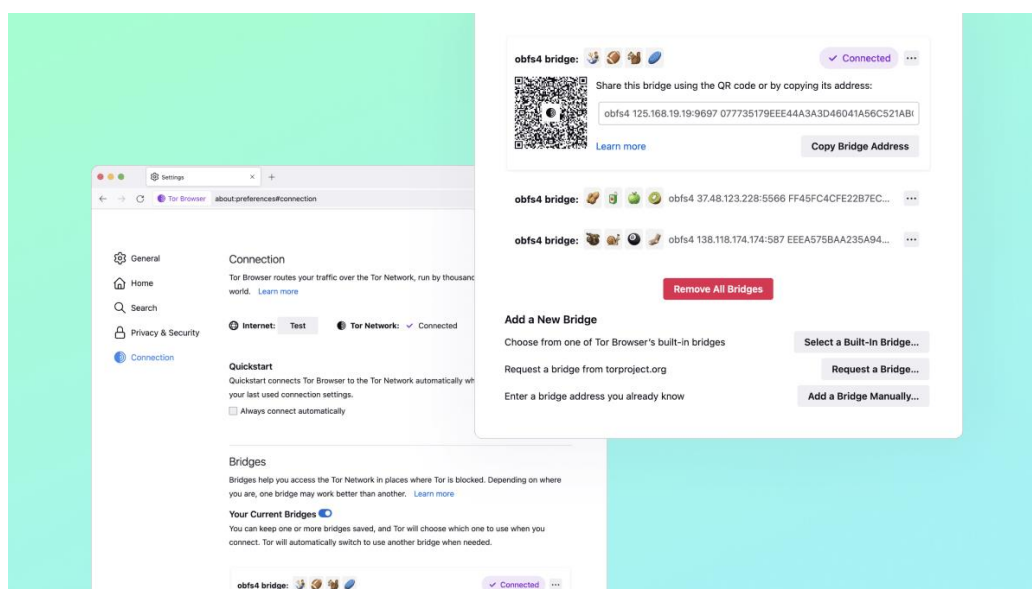 obfs4 bridge:
Connected
Share this bridge using the QR code or by copying its address:
obfs4 125.168.19.19:9697 077735179EEE44A3A3D46041A56C521AB
Learn more
Copy Bridge Address
obfs4 bridge:
obfs4 37.48.123.228:5566 FF45FC4CFE22B7EC...
obfs4 bridge:
obfs4 138.118.174.174:587 EEEA575BAA235A94...
Remove All Bridges
Add a New Bridge
Choose from one of Tor Browser's built-in bridges
Select a Built-In Bridge...
Request a bridge from torproject.org
Request a Bridge...
Enter a bridge address you already know
Add a Bridge Manually...
Settings
Tor Browser
about:preferences#connection
General
Home
Search
Privacy & Security
Connection
Connection
Tor Browser routes your traffic over the Tor Network, run by thousand
world. Learn more
Internet: Test
Tor Network: Connected
Quickstart
Quickstart connects Tor Browser to the Tor Network automatically wh
your last used connection settings.
Always connect automatically
Bridges
Bridges help you access the Tor Network in places where Tor is blocked. Depending on where
you are, one bridge may work better than another. Learn more
Your Current Bridges
You can keep one or more bridges saved, and Tor will choose which one to use when you
connect. Tor will automatically switch to use another bridge when needed.
obfs4 bridge:
Connected